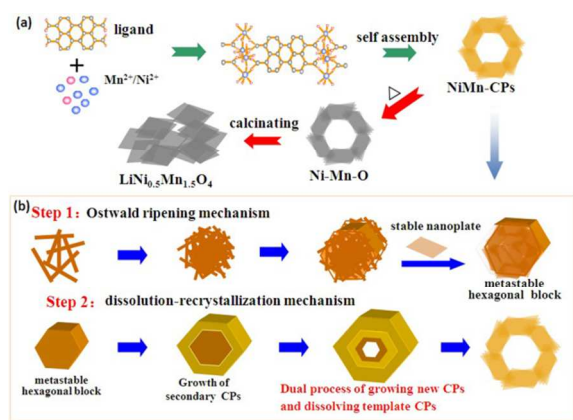 (a)
ligand
+
Mn²⁺/Ni²⁺
self assembly
NiMn-CPs
calcinating
LiNi₀.₅Mn₁.₅O₄
Ni-Mn-O
(b)
Step 1: Ostwald ripening mechanism
stable nanoplate
metastable
hexagonal block
Step 2: dissolution-recrystallization mechanism
metastable
hexagonal block
Growth of
secondary CPs
Dual process of growing new CPs
and dissolving template CPs